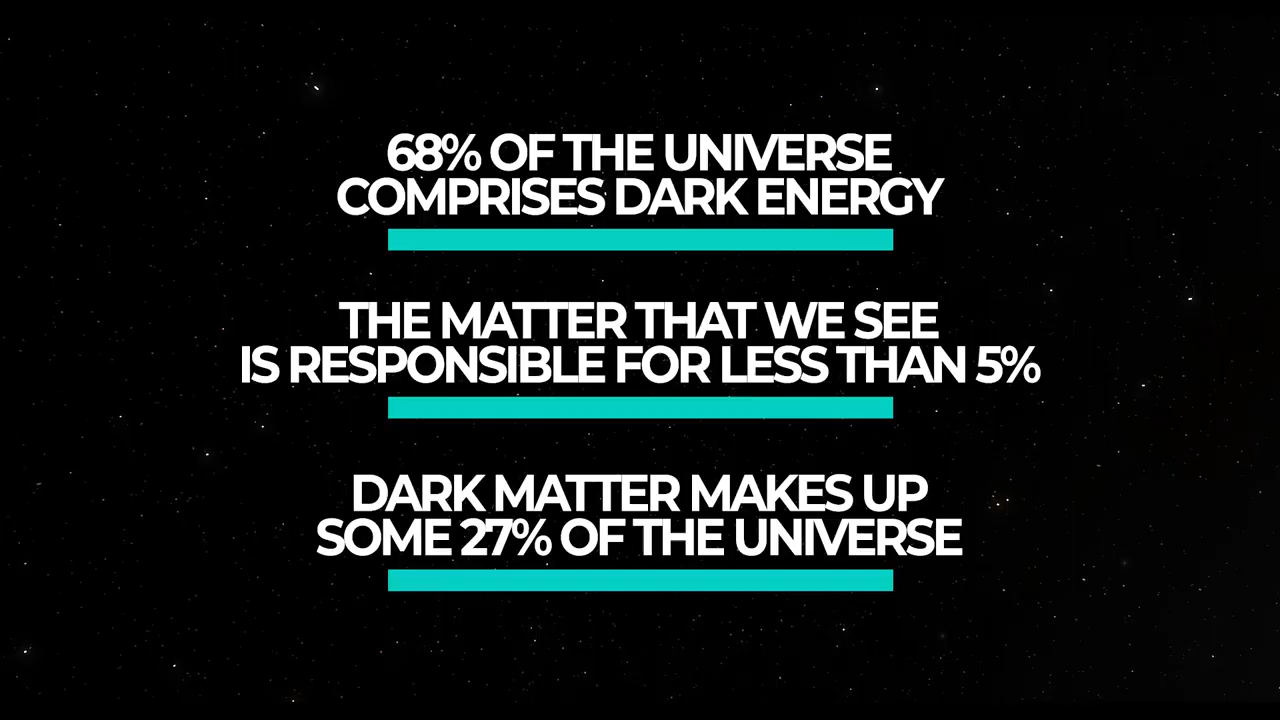 68% OF THE UNIVERSE
COMPRISES DARK ENERGY
THE MATTER THAT WE SEE
IS RESPONSIBLE FOR LESS THAN 5%
DARK MATTER MAKES UP
SOME 27% OF THE UNIVERSE